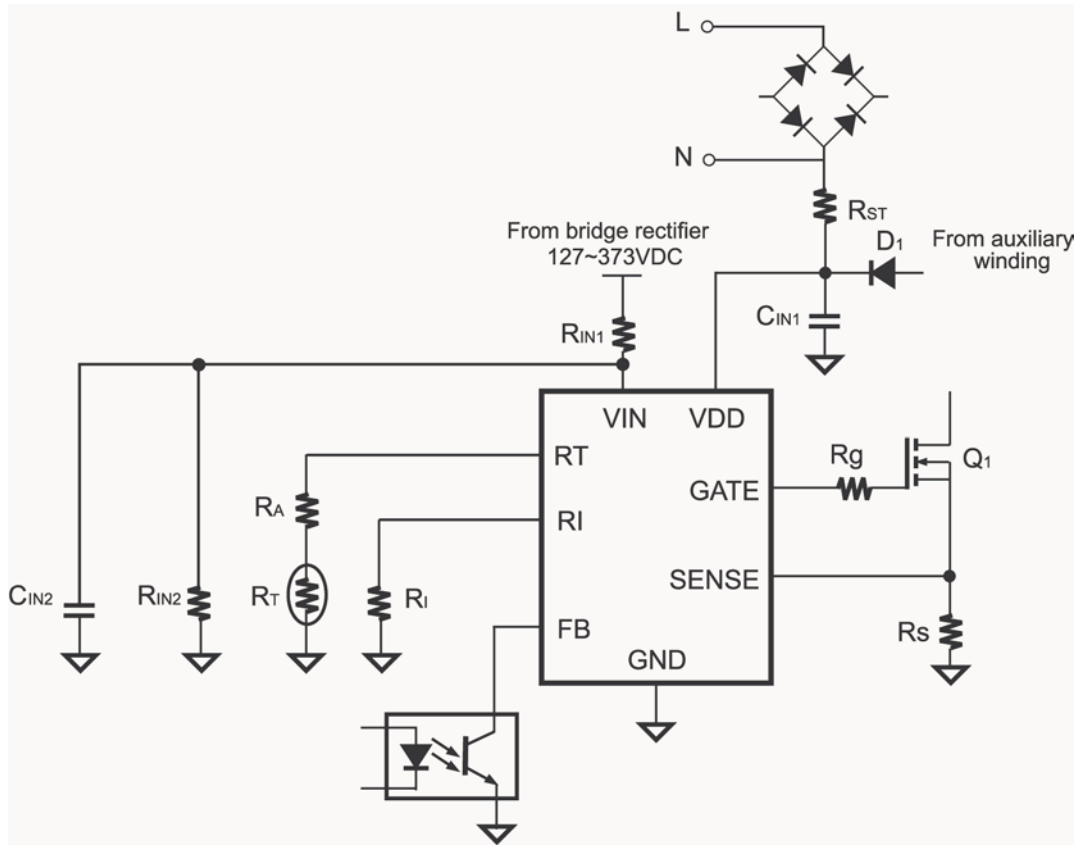 L
N
RST
From bridge rectifier
127~373VDC
D1
From auxiliary
winding
RIN1
CIN1
VIN
VDD
RT
Rg
Q1
GATE
RA
RI
CIN2
RIN2
RT
RI
SENSE
FB
Rs
GND